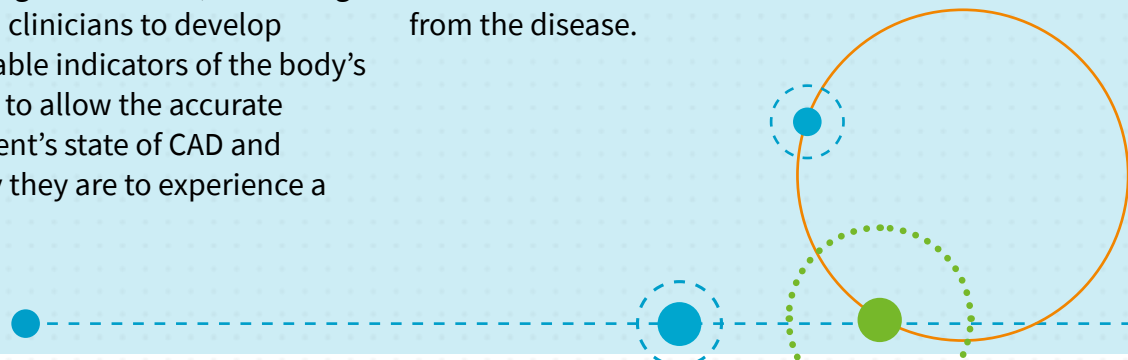 clinicians to develop
able indicators of the body's
to allow the accurate
ent's state of CAD and
they are to experience a
from the disease.